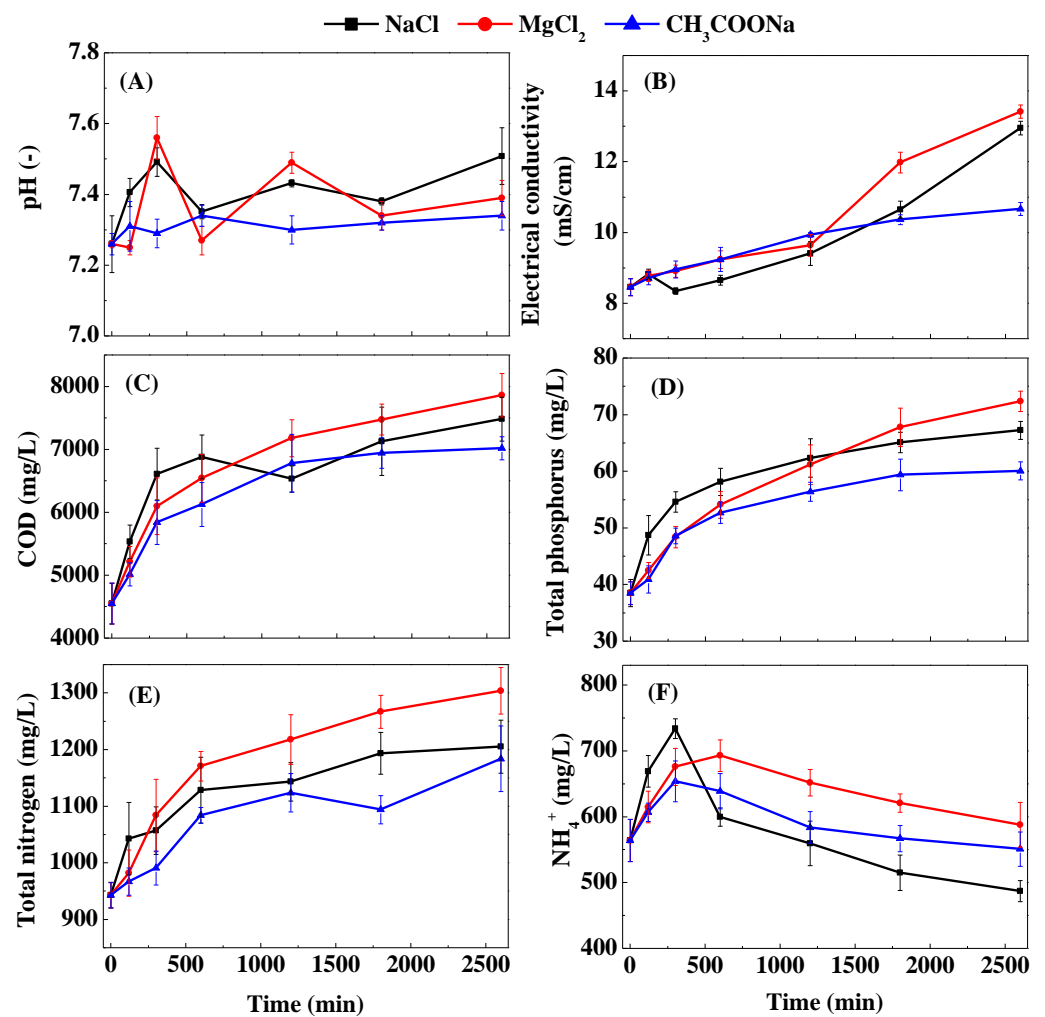 NaCl MgCl₂ CH₃COONa
(A)
pH (-)
7.8
7.6
7.4
7.2
7.0
(B)
Electrical conductivity
(mS/cm)
14
12
10
8
(C)
COD (mg/L)
8000
7000
6000
5000
4000
(D)
Total phosphorus (mg/L)
80
70
60
50
40
30
(E)
Total nitrogen (mg/L)
1300
1200
1100
1000
900
0 500 1000 1500 2000 2500
Time (min)
(F)
NH₄⁺ (mg/L)
800
700
600
500
400
0 500 1000 1500 2000 2500
Time (min)